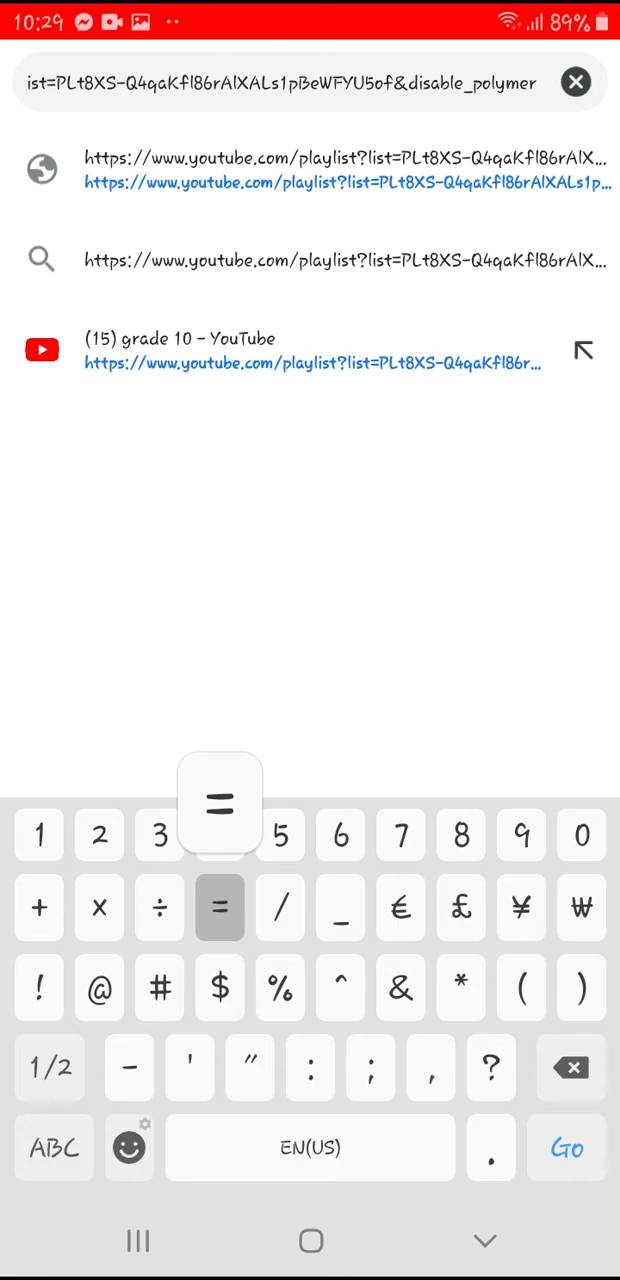 10:29 89%
ist=PLt8XS-Q4qaKfl86rAlXALs1pBeWFYU5of&disable_polymer
https://www.youtube.com/playlist?list=PLt8XS-Q4qaKfl86rAlX...
https://www.youtube.com/playlist?list=PLt8XS-Q4qaKfl86rAlXALs1p...
https://www.youtube.com/playlist?list=PLt8XS-Q4qaKfl86rAlX...
(15) grade 10 - YouTube
https://www.youtube.com/playlist?list=PLt8XS-Q4qaKfl86r...
=
1 2 3 5 6 7 8 9 0
+ × ÷ = / _ € £ ¥ ₩
! @ # $ % ^ & * ( )
1/2 - ' " : ; , ?
ABC EN(US) . Go